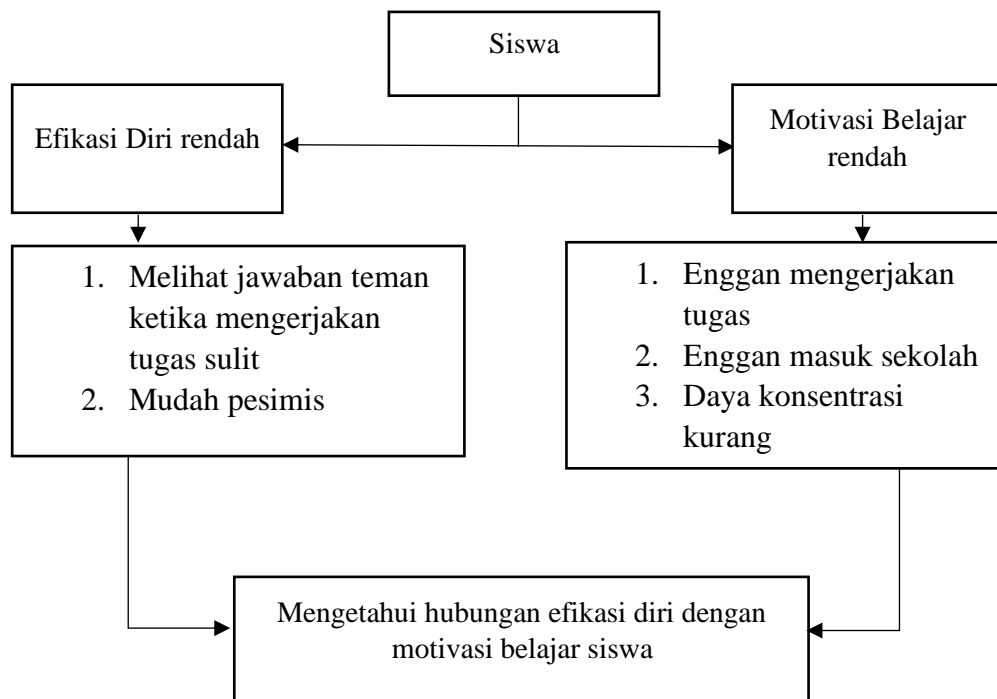 Siswa
Efikasi Diri rendah
Motivasi Belajar
rendah
1. Melihat jawaban teman
ketika mengerjakan
tugas sulit
2. Mudah pesimis
1. Enggan mengerjakan
tugas
2. Enggan masuk sekolah
3. Daya konsentrasi
kurang
Mengetahui hubungan efikasi diri dengan
motivasi belajar siswa